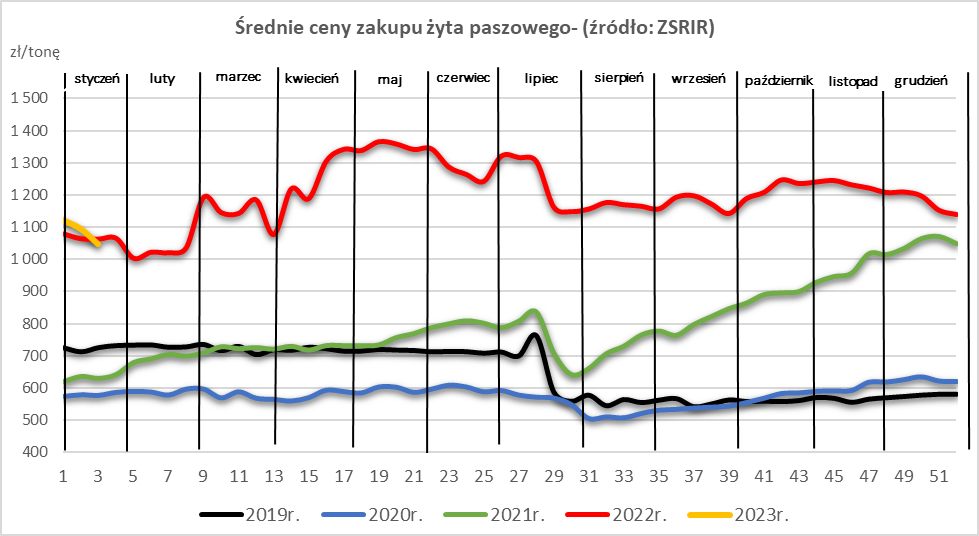 Średnie ceny zakupu żyta paszowego- (źródło: ZSRIR)
zł/tonę
styczeń luty marzec kwiecień maj czerwiec lipiec sierpień wrzesień październik listopad grudzień
1 500
1 400
1 300
1 200
1 100
1 000
900
800
700
600
500
400
1 3 5 7 9 11 13 15 17 19 21 23 25 27 29 31 33 35 37 39 41 43 45 47 49 51
2019r. 2020r. 2021r. 2022r. 2023r.